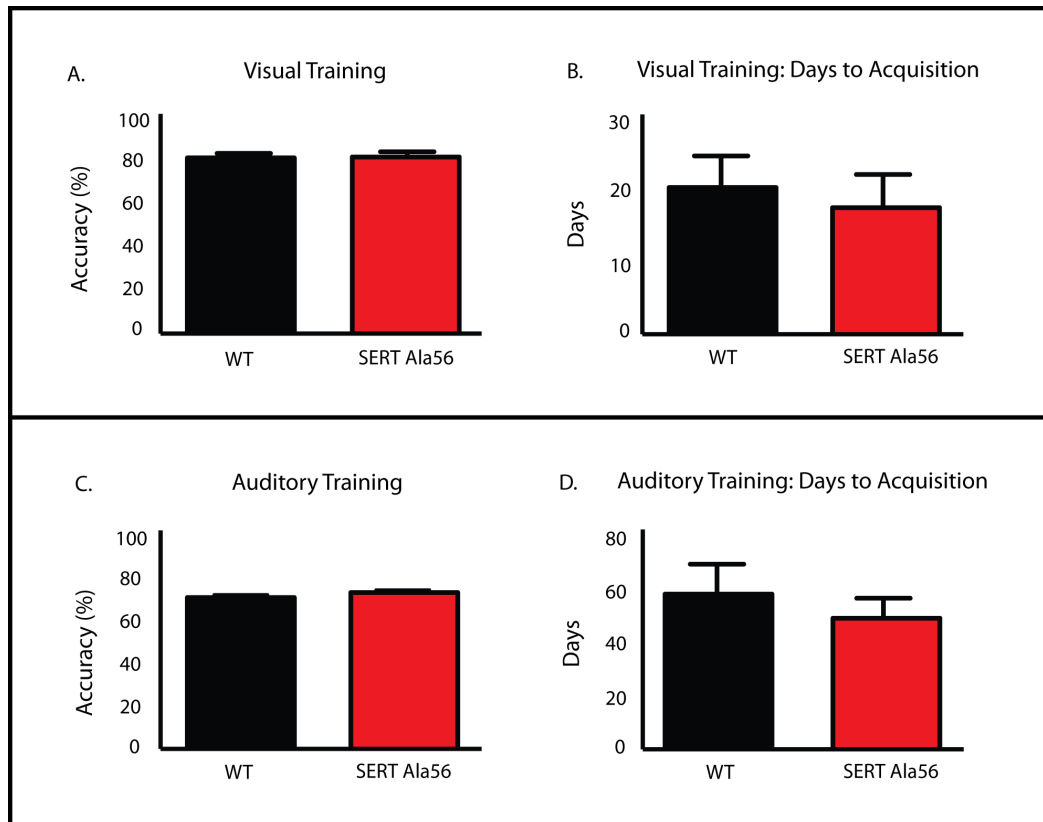 A. Visual Training
100
80
60
40
20
0
Accuracy (%)
WT SERT Ala56
B. Visual Training: Days to Acquisition
30
20
10
0
Days
WT SERT Ala56
C. Auditory Training
100
80
60
40
20
0
Accuracy (%)
WT SERT Ala56
D. Auditory Training: Days to Acquisition
80
60
40
20
0
Days
WT SERT Ala56